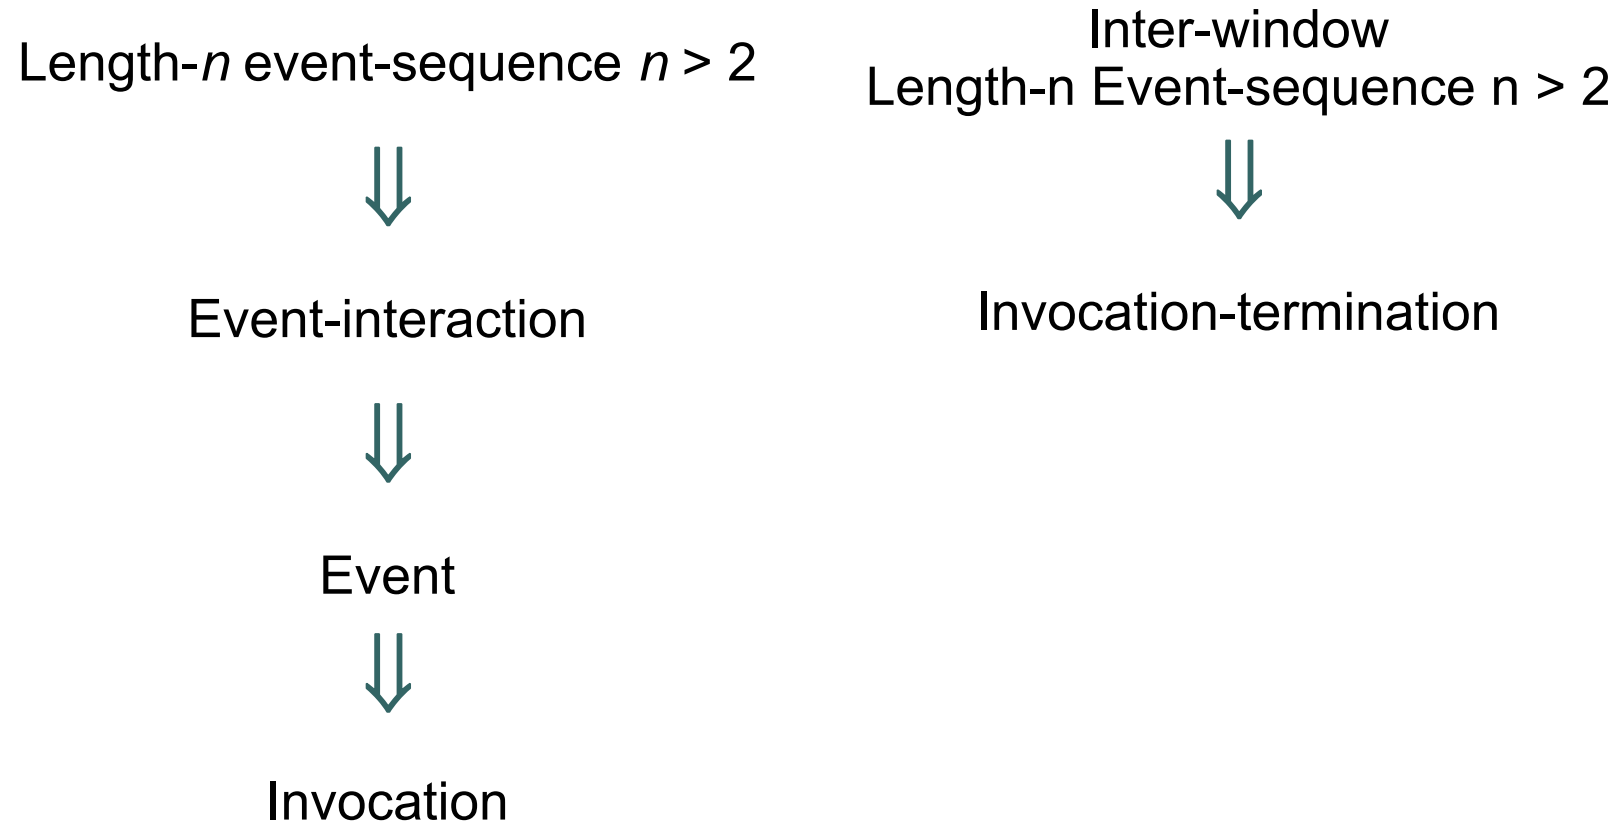 Length-n event-sequence n > 2
⇓
Event-interaction
⇓
Event
⇓
Invocation
Inter-window
Length-n Event-sequence n > 2
⇓
Invocation-termination